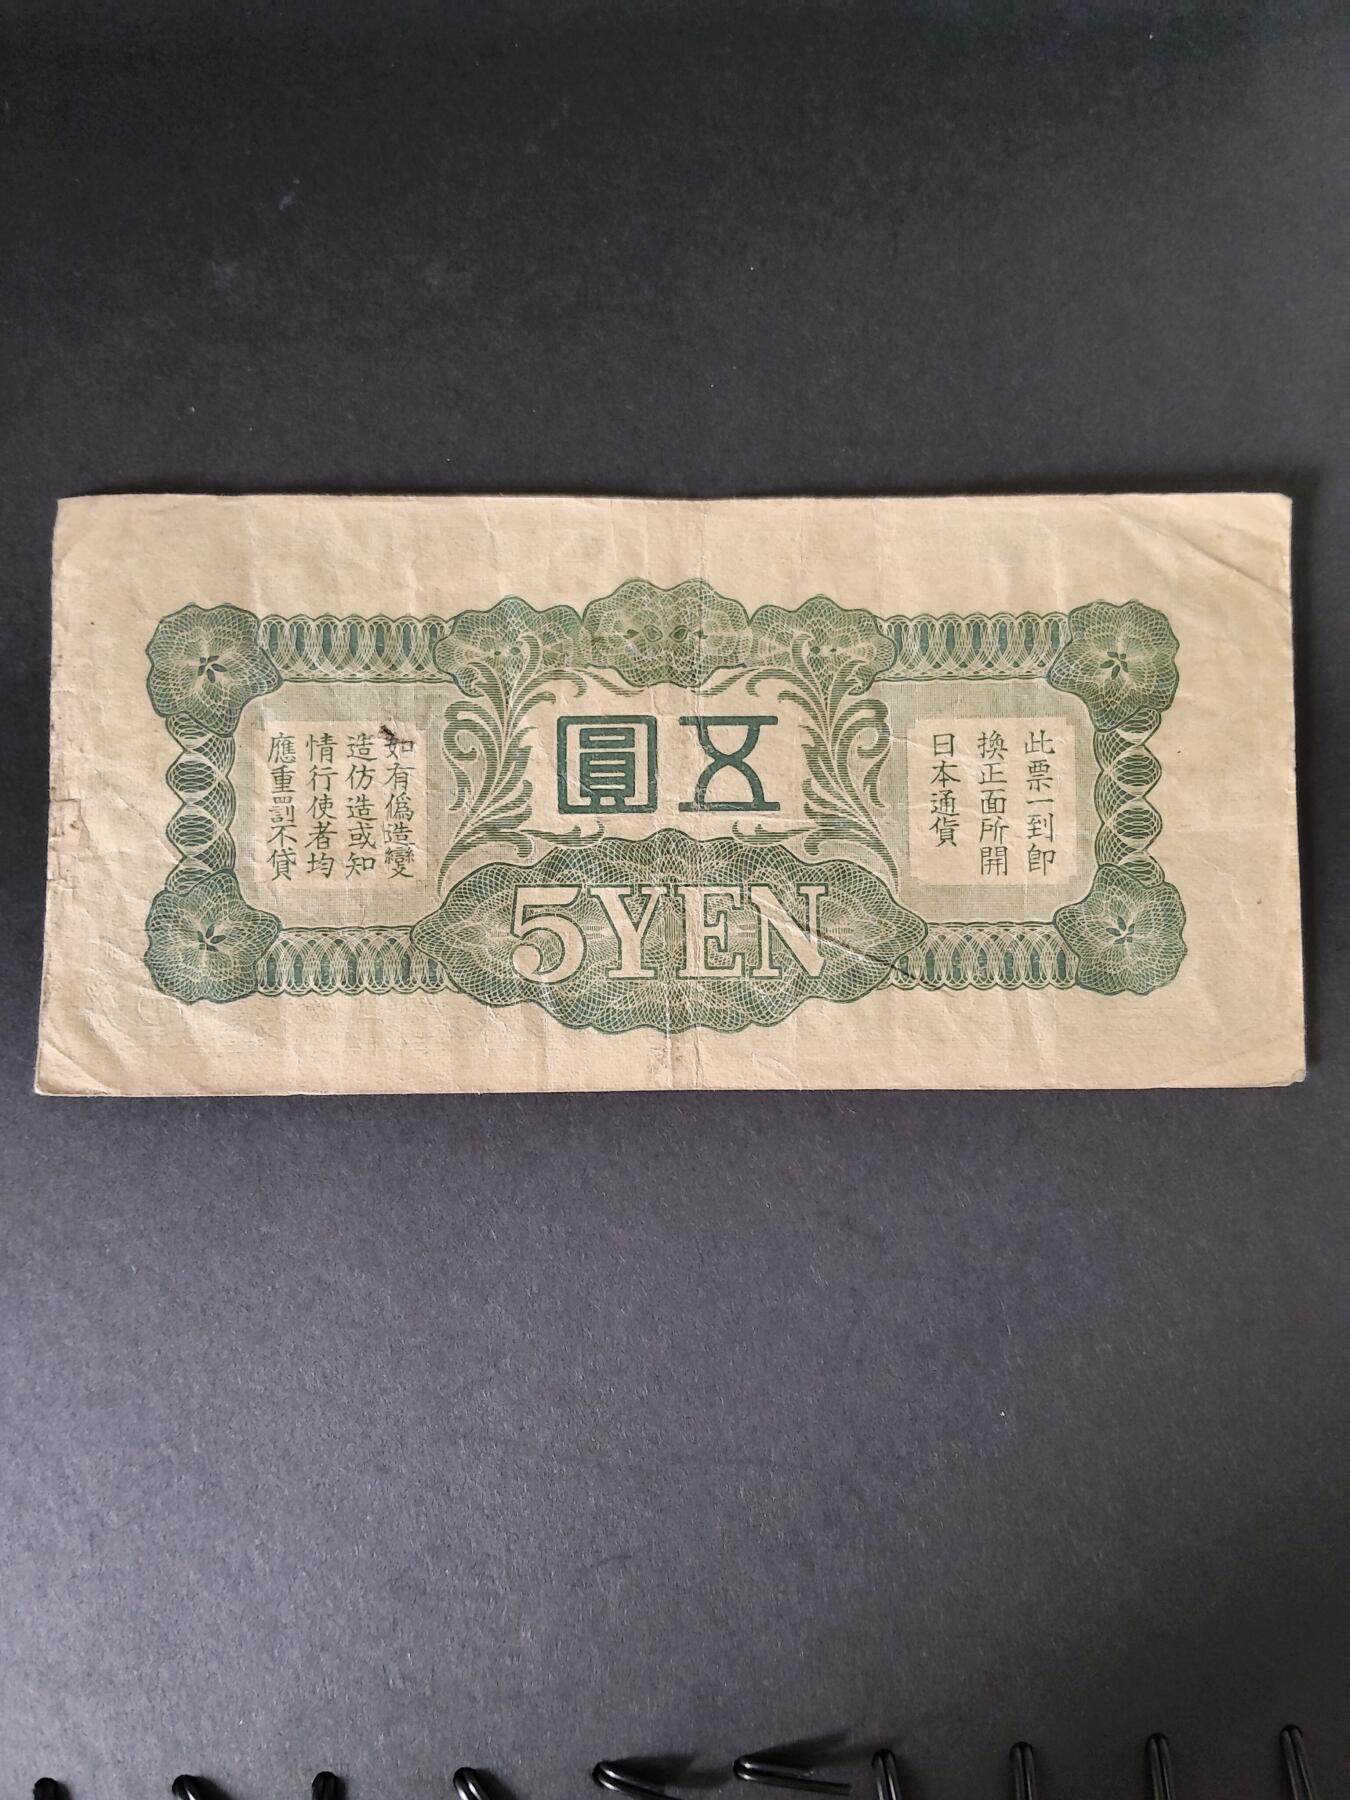 五圓
此票一到卽
換正面所開
日本通貨
如有僞造變
造仿造或知
情行使者均
應重罰不貸
5YEN